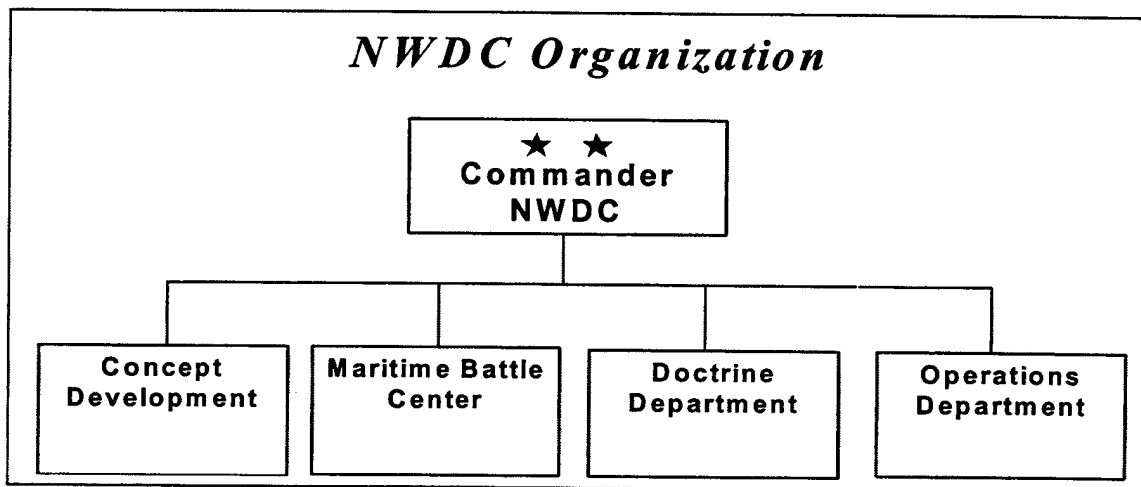 NWDC Organization
★ ★
Commander
NWDC
Concept
Development
Maritime Battle
Center
Doctrine
Department
Operations
Department